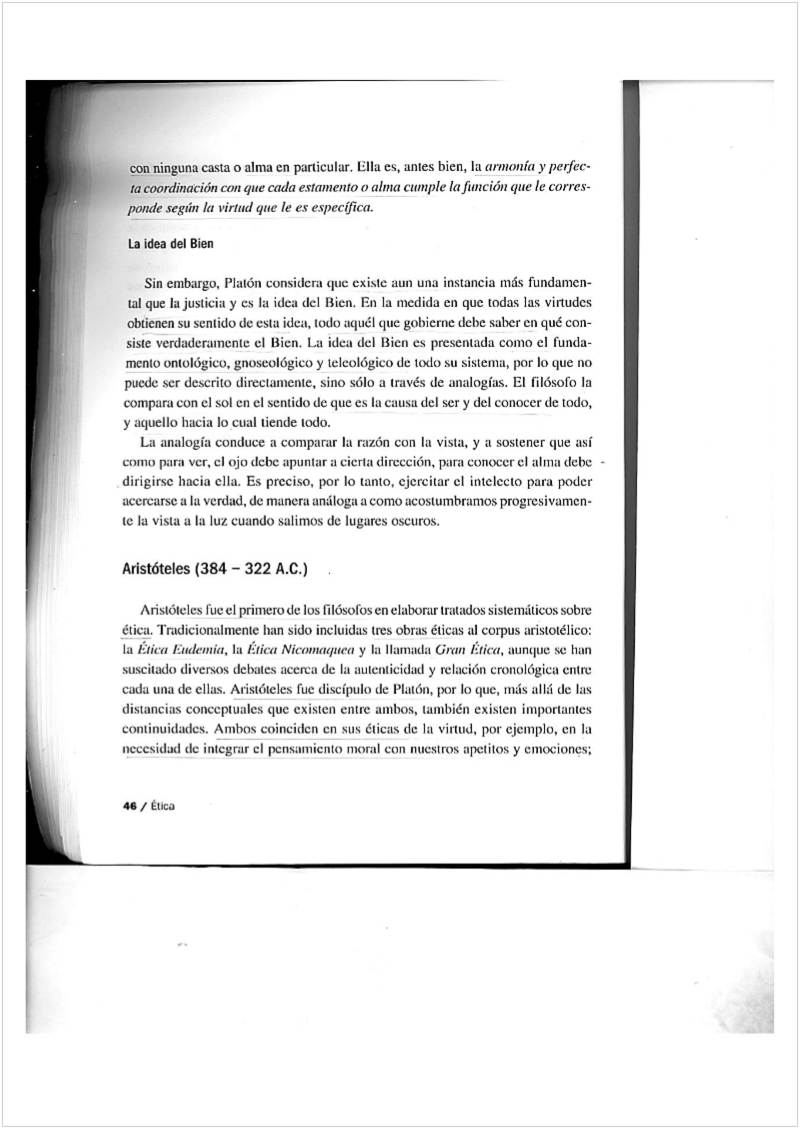 con ninguna casta o alma en particular. Ella es, antes bien, la armonía y perfec-
ta coordinación con que cada estamento o alma cumple la función que le corres-
ponde según la virtud que le es específica.
La idea del Bien
Sin embargo, Platón considera que existe aun una instancia más fundamen-
tal que la justicia y es la idea del Bien. En la medida en que todas las virtudes
obtienen su sentido de esta idea, todo aquél que gobierne debe saber en qué con-
siste verdaderamente el Bien. La idea del Bien es presentada como el funda-
mento ontológico, gnoseológico y teleológico de todo su sistema, por lo que no
puede ser descrito directamente, sino sólo a través de analogías. El filósofo la
compara con el sol en el sentido de que es la causa del ser y del conocer de todo,
y aquello hacia lo cual tiende todo.
La analogía conduce a comparar la razón con la vista, y a sostener que así
como para ver, el ojo debe apuntar a cierta dirección, para conocer el alma debe
dirigirse hacia ella. Es preciso, por lo tanto, ejercitar el intelecto para poder
acercarse a la verdad, de manera análoga a como acostumbramos progresivamen-
te la vista a la luz cuando salimos de lugares oscuros.
Aristóteles (384 – 322 A.C.)
Aristóteles fue el primero de los filósofos en elaborar tratados sistemáticos sobre
ética. Tradicionalmente han sido incluidas tres obras éticas al corpus aristotélico:
la Ética Eudemia, la Ética Nicomaquea y la llamada Gran Ética, aunque se han
suscitado diversos debates acerca de la autenticidad y relación cronológica entre
cada una de ellas. Aristóteles fue discípulo de Platón, por lo que, más allá de las
distancias conceptuales que existen entre ambos, también existen importantes
continuidades. Ambos coinciden en sus éticas de la virtud, por ejemplo, en la
necesidad de integrar el pensamiento moral con nuestros apetitos y emociones;
46 / Ética